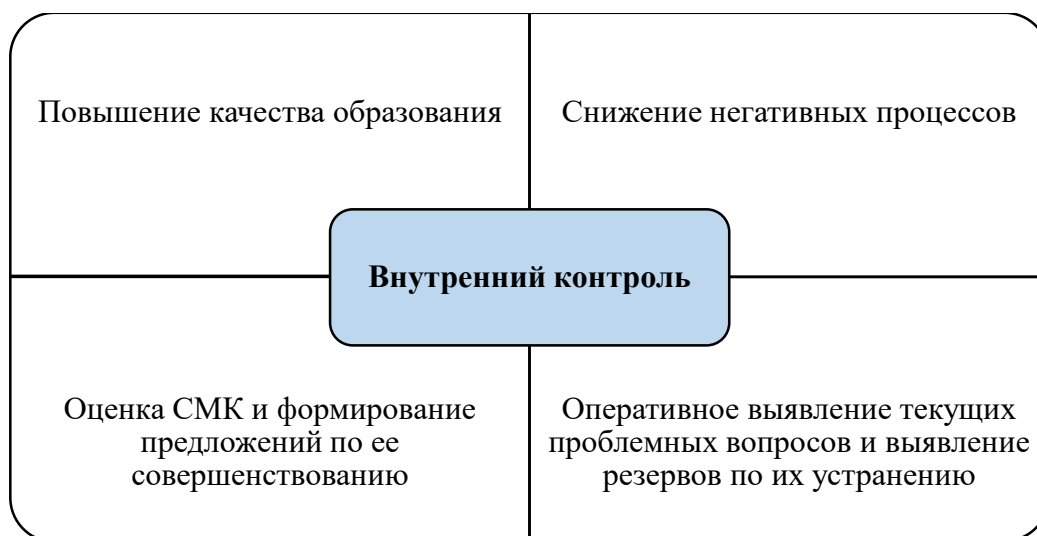 Повышение качества образования
Снижение негативных процессов
Внутренний контроль
Оценка СМК и формирование
предложений по ее
совершенствованию
Оперативное выявление текущих
проблемных вопросов и выявление
резервов по их устранению